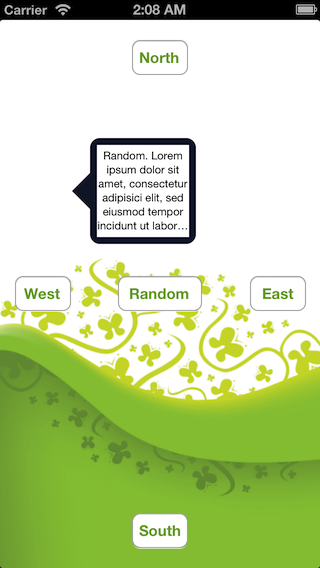 Carrier 2:08 AM
North
Random. Lorem
ipsum dolor sit
amet, consectetur
adipisici elit, sed
eiusmod tempor
incidunt ut labor…
West Random East
South